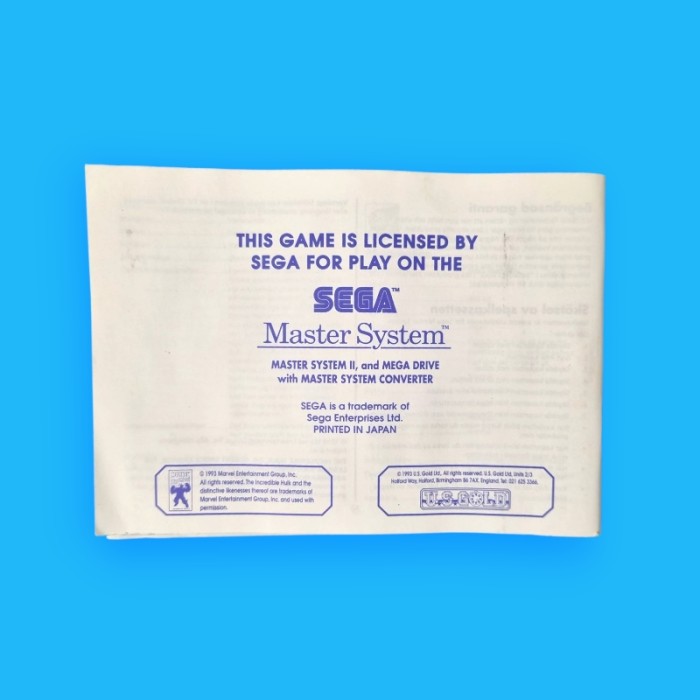 THIS GAME IS LICENSED BY
SEGA FOR PLAY ON THE
SEGA™
Master System™
MASTER SYSTEM II, and MEGA DRIVE
with MASTER SYSTEM CONVERTER
SEGA is a trademark of
Sega Enterprises Ltd.
PRINTED IN JAPAN
© 1993 Marvel Entertainment Group, Inc.
All rights reserved. The Incredible Hulk and the
distinctive likenesses thereof are trademarks of
Marvel Entertainment Group, Inc. and used with
permission.
© 1993 U.S. Gold Ltd., All rights reserved. U.S. Gold Ltd. Units 2/3
Holford Way, Holford, Birmingham B6 7AX. England. Tel: 021 625 3366.
U.S. GOLD